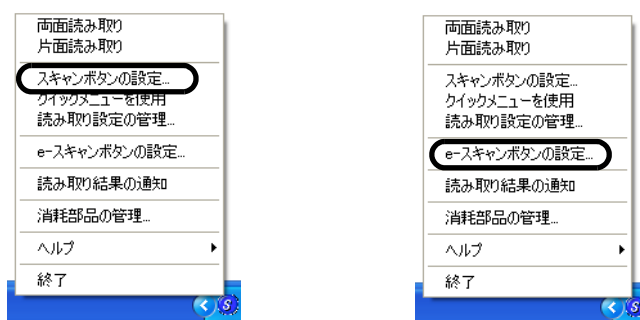 両面読み取り
片面読み取り
スキャンボタンの設定...
クイックメニューを使用
読み取り設定の管理...
e-スキャンボタンの設定...
読み取り結果の通知
消耗部品の管理...
ヘルプ
終了
S
両面読み取り
片面読み取り
スキャンボタンの設定...
クイックメニューを使用
読み取り設定の管理...
e-スキャンボタンの設定...
読み取り結果の通知
消耗部品の管理...
ヘルプ
終了
S